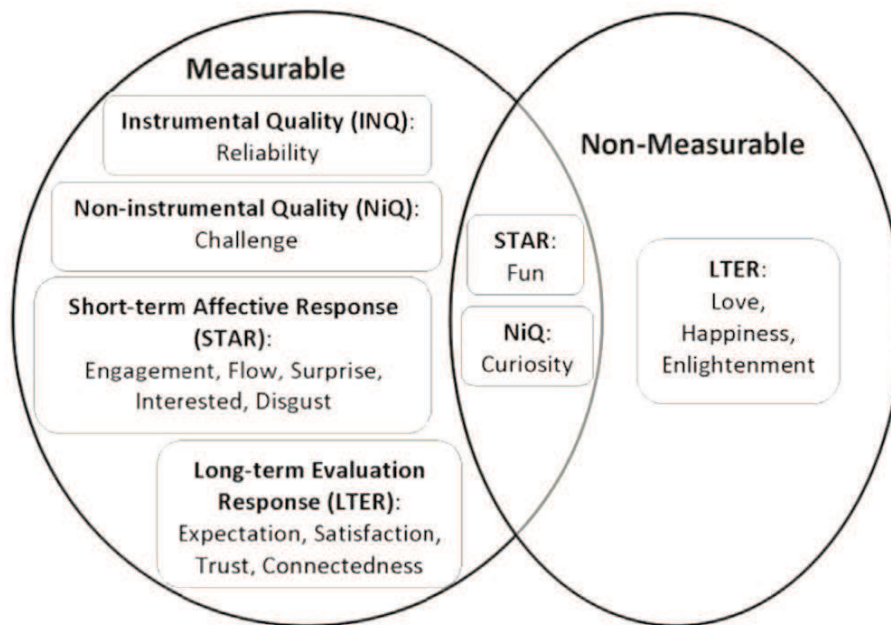 Measurable
Instrumental Quality (INQ):
Reliability
Non-instrumental Quality (NiQ):
Challenge
Short-term Affective Response
(STAR):
Engagement, Flow, Surprise,
Interested, Disgust
Long-term Evaluation
Response (LTER):
Expectation, Satisfaction,
Trust, Connectedness
STAR:
Fun
NiQ:
Curiosity
Non-Measurable
LTER:
Love,
Happiness,
Enlightenment